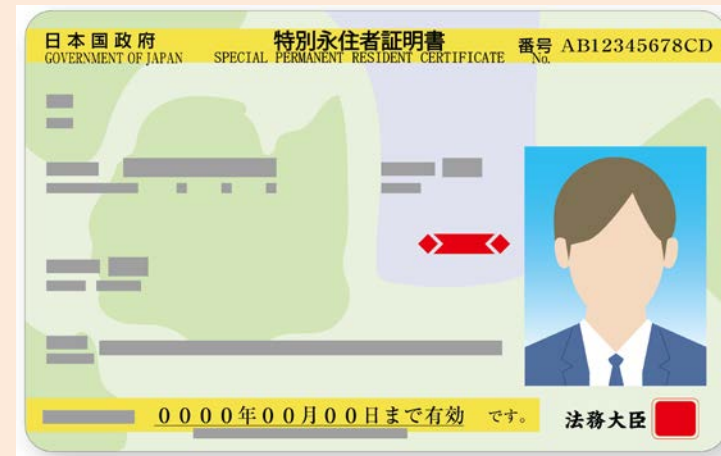 日本国政府 特別永住者証明書 番号 AB12345678CD
GOVERNMENT OF JAPAN SPECIAL PERMANENT RESIDENT CERTIFICATE No.
0000年00月00日まで有効 です。
法務大臣